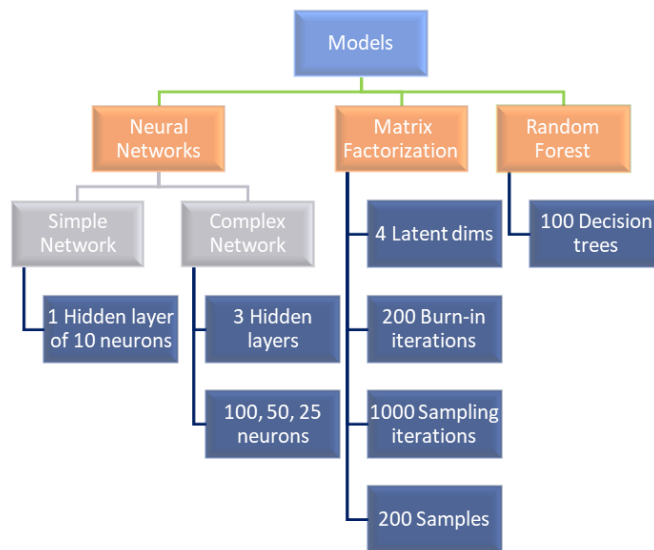 Models
Neural
Networks
Matrix
Factorization
Random
Forest
Simple
Network
Complex
Network
4 Latent dims
100 Decision
trees
1 Hidden layer
of 10 neurons
3 Hidden
layers
200 Burn-in
iterations
100, 50, 25
neurons
1000 Sampling
iterations
200 Samples